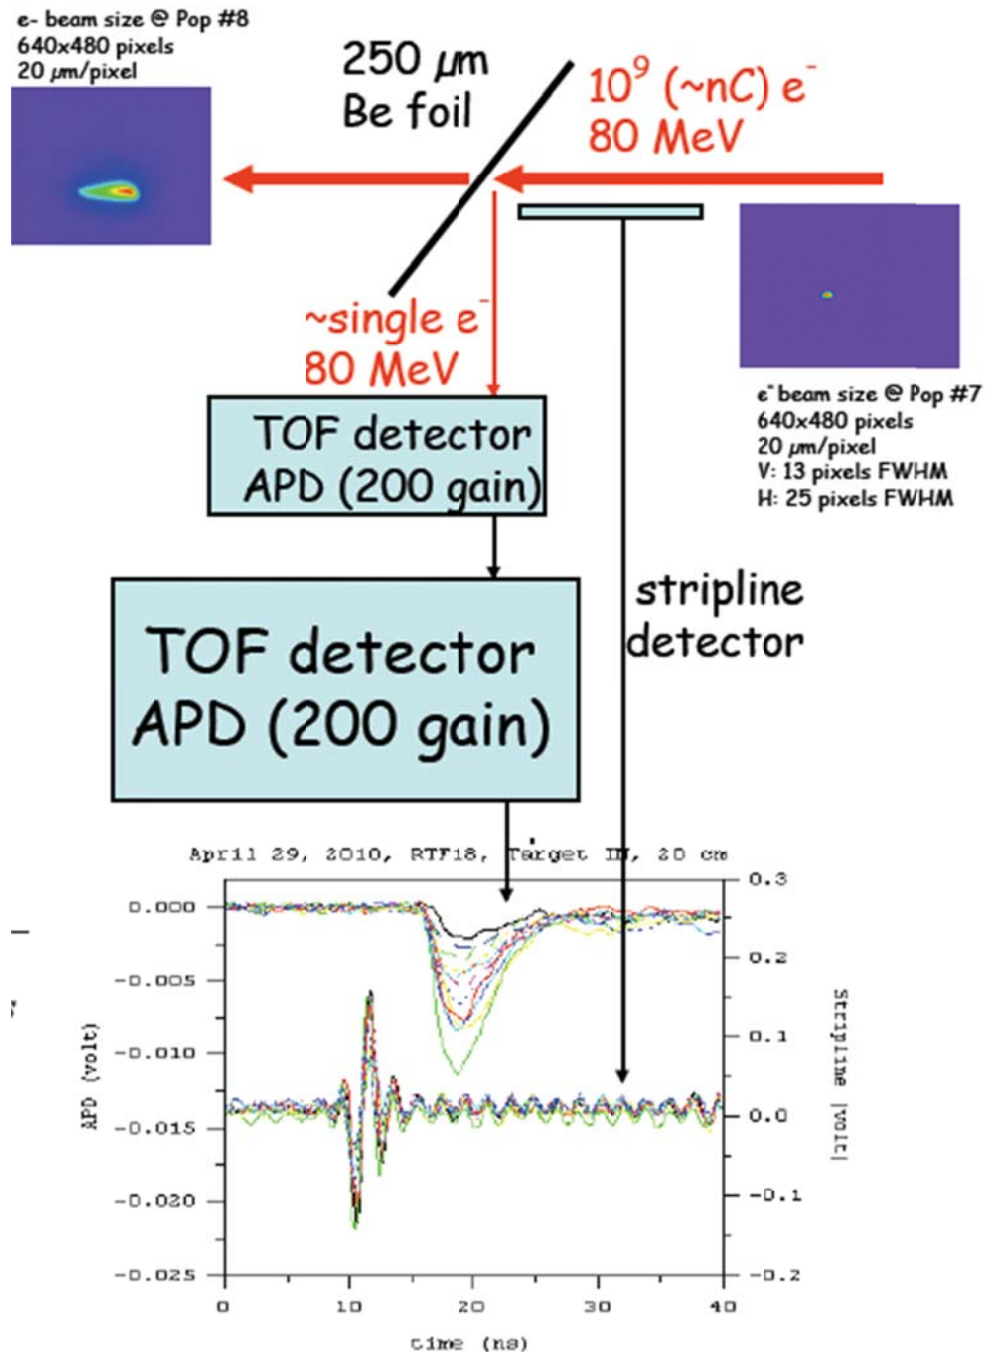 e- beam size @ Pop #8
640x480 pixels
20 µm/pixel
250 µm
Be foil
10⁹ (~nC) e⁻
80 MeV
~single e⁻
80 MeV
e⁻ beam size @ Pop #7
640x480 pixels
20 µm/pixel
V: 13 pixels FWHM
H: 25 pixels FWHM
TOF detector
APD (200 gain)
TOF detector
APD (200 gain)
stripline
detector
April 29, 2010, RTF18, Target IN, 20 cm
0.000
-0.005
-0.010
-0.015
-0.020
-0.025
APD (volt)
0.3
0.2
0.1
0.0
-0.1
-0.2
Stripline |volt|
0
10
20
30
40
time (ns)